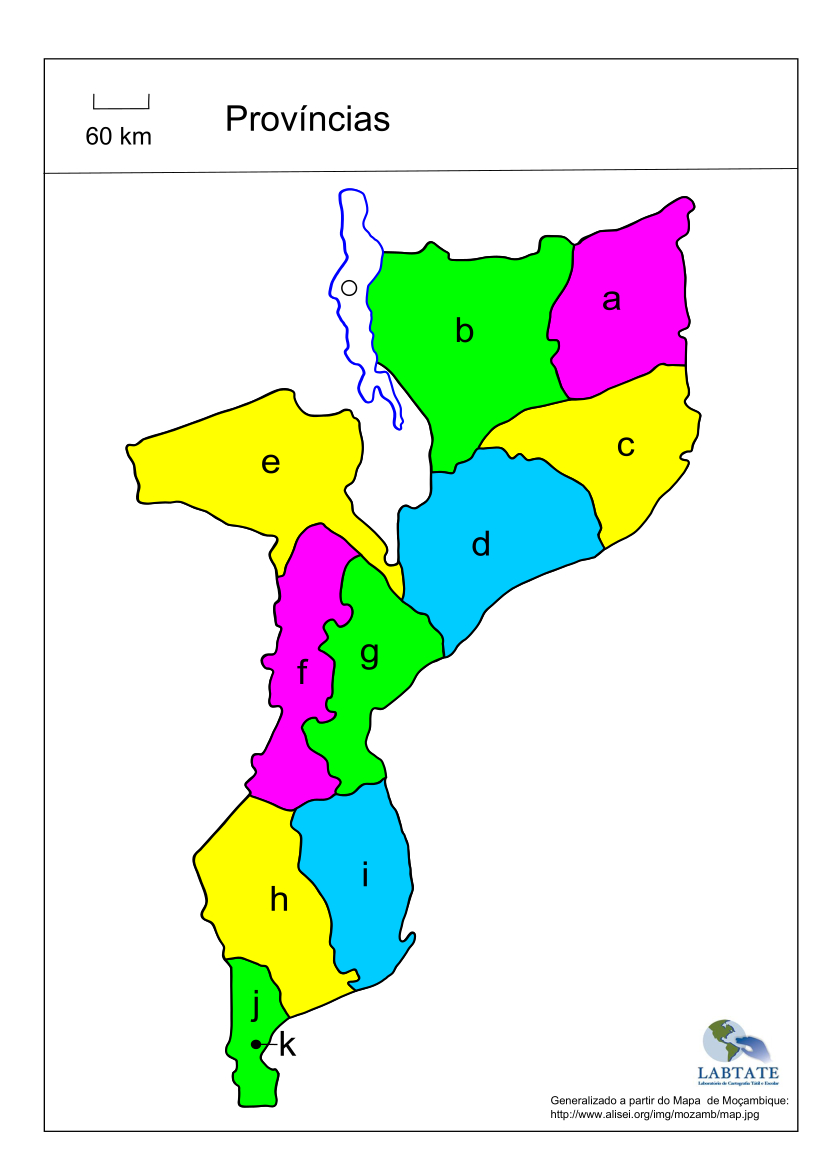 60 km
Províncias
a
b
c
e
d
g
f
i
h
j
k
LABTATE
Laboratório de Cartografia Tátil e Escolar
Generalizado a partir do Mapa de Moçambique:
http://www.alisei.org/img/mozamb/map.jpg